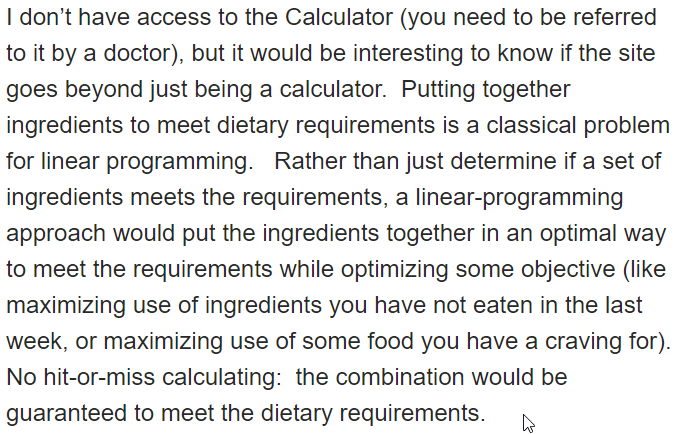 I don’t have access to the Calculator (you need to be referred
to it by a doctor), but it would be interesting to know if the site
goes beyond just being a calculator.  Putting together
ingredients to meet dietary requirements is a classical problem
for linear programming.   Rather than just determine if a set of
ingredients meets the requirements, a linear-programming
approach would put the ingredients together in an optimal way
to meet the requirements while optimizing some objective (like
maximizing use of ingredients you have not eaten in the last
week, or maximizing use of some food you have a craving for).
No hit-or-miss calculating:  the combination would be
guaranteed to meet the dietary requirements.